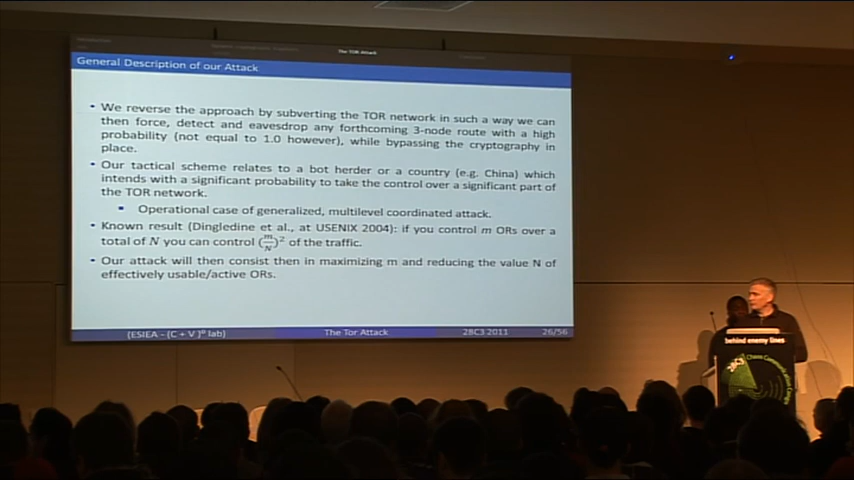 The TOR Attack
General Description of our Attack
• We reverse the approach by subverting the TOR network in such a way we can
then force, detect and eavesdrop any forthcoming 3-node route with a high
probability (not equal to 1.0 however), while bypassing the cryptography in
place.
• Our tactical scheme relates to a bot herder or a country (e.g. China) which
intends with a significant probability to take the control over a significant part of
the TOR network.
• Operational case of generalized, multilevel coordinated attack.
• Known result (Dingledine et al., at USENIX 2004): if you control m ORs over a
total of N you can control (m/N)² of the traffic.
• Our attack will then consist then in maximizing m and reducing the value N of
effectively usable/active ORs.
(ESIEA - (C + V)º lab) The Tor Attack 28C3 2011 26/56
behind enemy lines
28C3